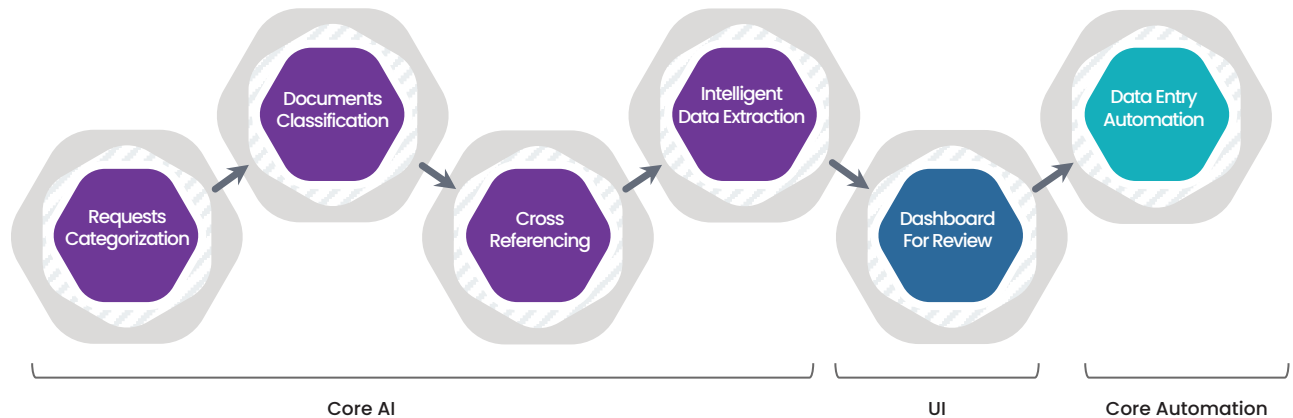 Requests
Categorization
Documents
Classification
Cross
Referencing
Intelligent
Data Extraction
Dashboard
For Review
Data Entry
Automation
Core AI
UI
Core Automation